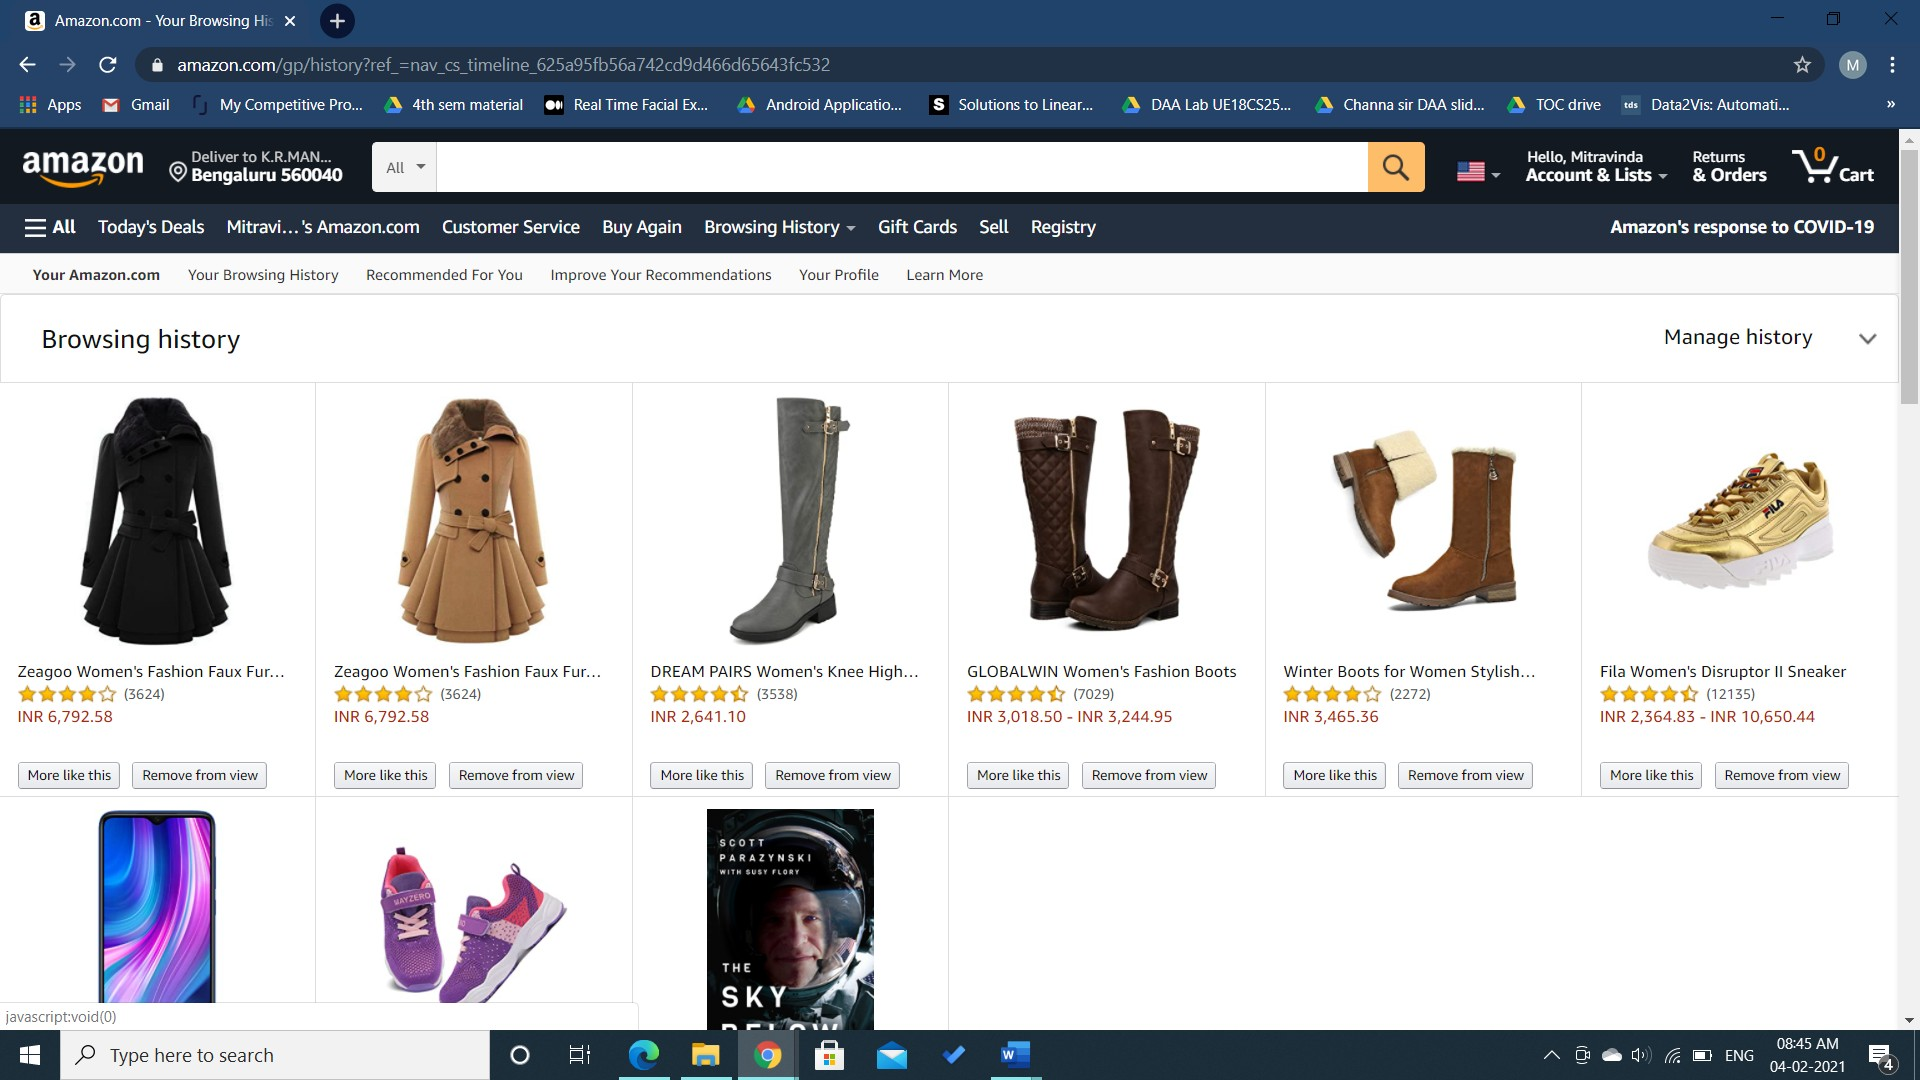 Amazon.com - Your Browsing His
amazon.com/gp/history?ref_=nav_cs_timeline_625a95fb56a742cd9d466d65643fc532
M
Apps
Gmail
My Competitive Pro...
4th sem material
Real Time Facial Ex...
Android Applicatio...
S
Solutions to Linear...
DAA Lab UE18CS25...
Channa sir DAA slid...
TOC drive
tds
Data2Vis: Automati...
»
amazon
Deliver to K.R.MAN...
Bengaluru 560040
All
Hello, Mitravinda
Account & Lists
Returns
& Orders
0
Cart
All
Today's Deals
Mitravi...'s Amazon.com
Customer Service
Buy Again
Browsing History
Gift Cards
Sell
Registry
Amazon's response to COVID-19
Your Amazon.com
Your Browsing History
Recommended For You
Improve Your Recommendations
Your Profile
Learn More
Browsing history
Manage history
FILA
Zeagoo Women's Fashion Faux Fur...
(3624)
INR 6,792.58
More like this
Remove from view
Zeagoo Women's Fashion Faux Fur...
(3624)
INR 6,792.58
More like this
Remove from view
DREAM PAIRS Women's Knee High...
(3538)
INR 2,641.10
More like this
Remove from view
GLOBALWIN Women's Fashion Boots
(7029)
INR 3,018.50 - INR 3,244.95
More like this
Remove from view
Winter Boots for Women Stylish...
(2272)
INR 3,465.36
More like this
Remove from view
Fila Women's Disruptor II Sneaker
(12135)
INR 2,364.83 - INR 10,650.44
More like this
Remove from view
MAYZERO
SCOTT
PARAZYNSKI
WITH SUSY FLORY
THE
SKY
BELOW
javascript:void(0)
Type here to search
W
ENG
08:45 AM
04-02-2021
4